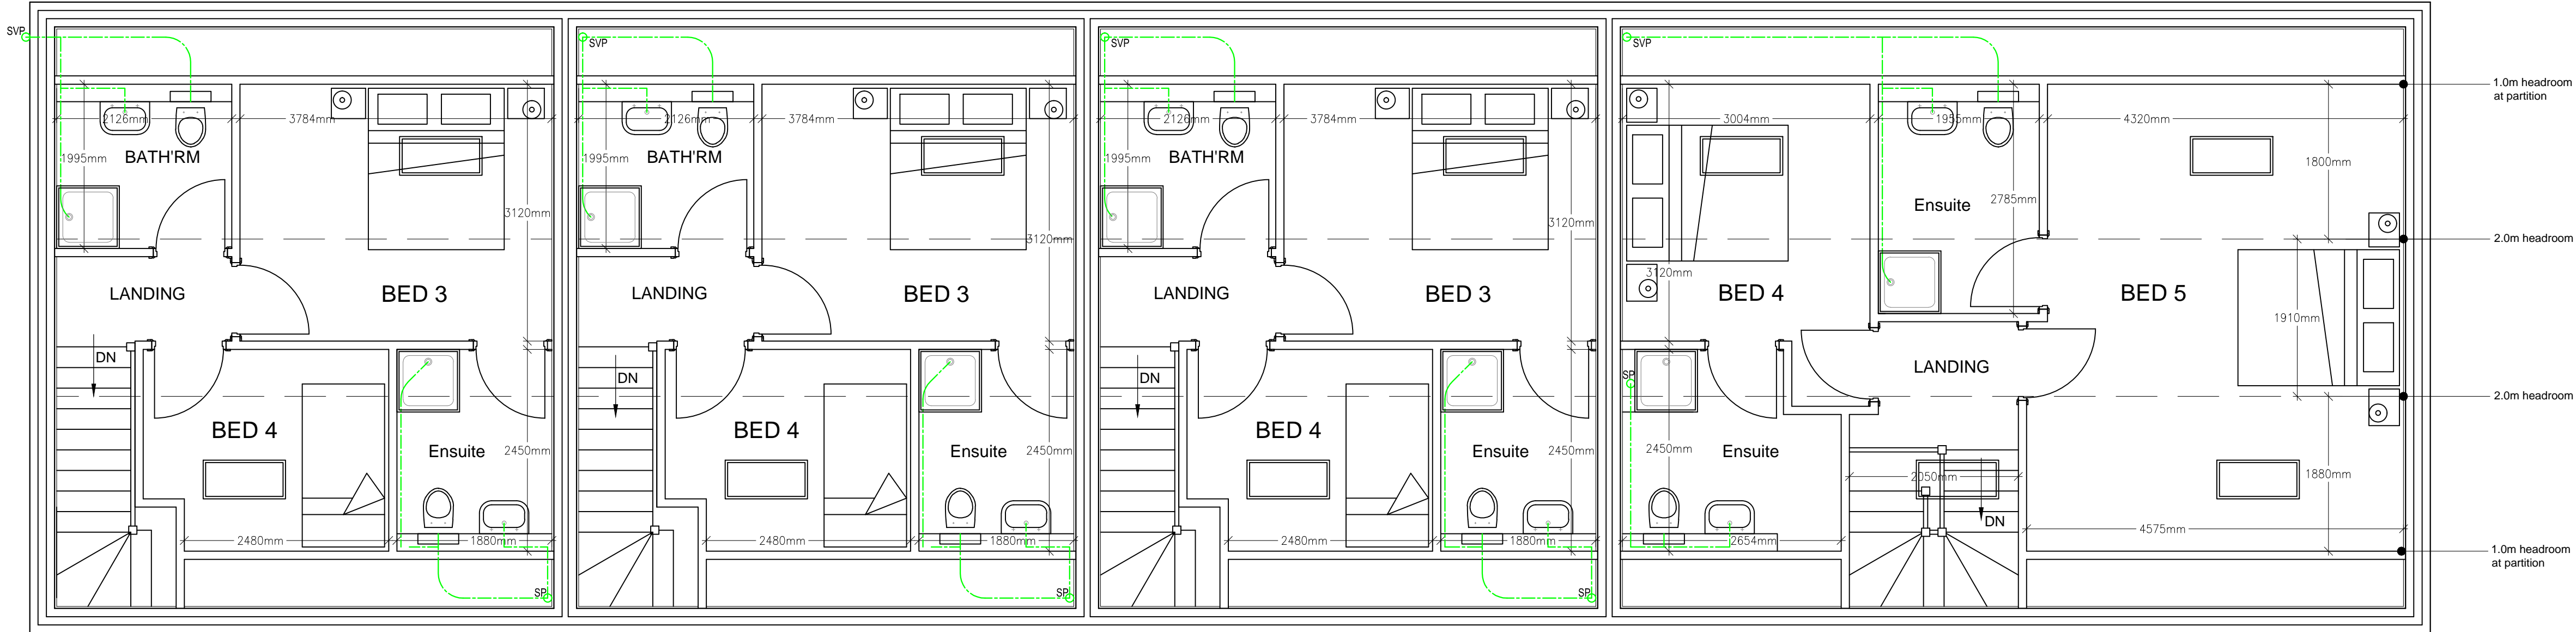 SVP
SVP
SVP
SVP
1.0m headroom
at partition
2126mm
3784mm
2126mm
3784mm
2126mm
3784mm
3004mm
1955mm
4320mm
1995mm
BATH'RM
1995mm
BATH'RM
1995mm
BATH'RM
1800mm
3120mm
3120mm
3120mm
Ensuite
2785mm
2.0m headroom
3120mm
LANDING
BED 3
LANDING
BED 3
LANDING
BED 3
BED 4
BED 5
1910mm
DN
DN
DN
SP
LANDING
2.0m headroom
BED 4
BED 4
BED 4
Ensuite
2450mm
Ensuite
2450mm
Ensuite
2450mm
2450mm
Ensuite
2050mm
1880mm
DN
4575mm
2480mm
1880mm
2480mm
1880mm
2480mm
1880mm
2654mm
1.0m headroom
at partition
SP
SP
SP